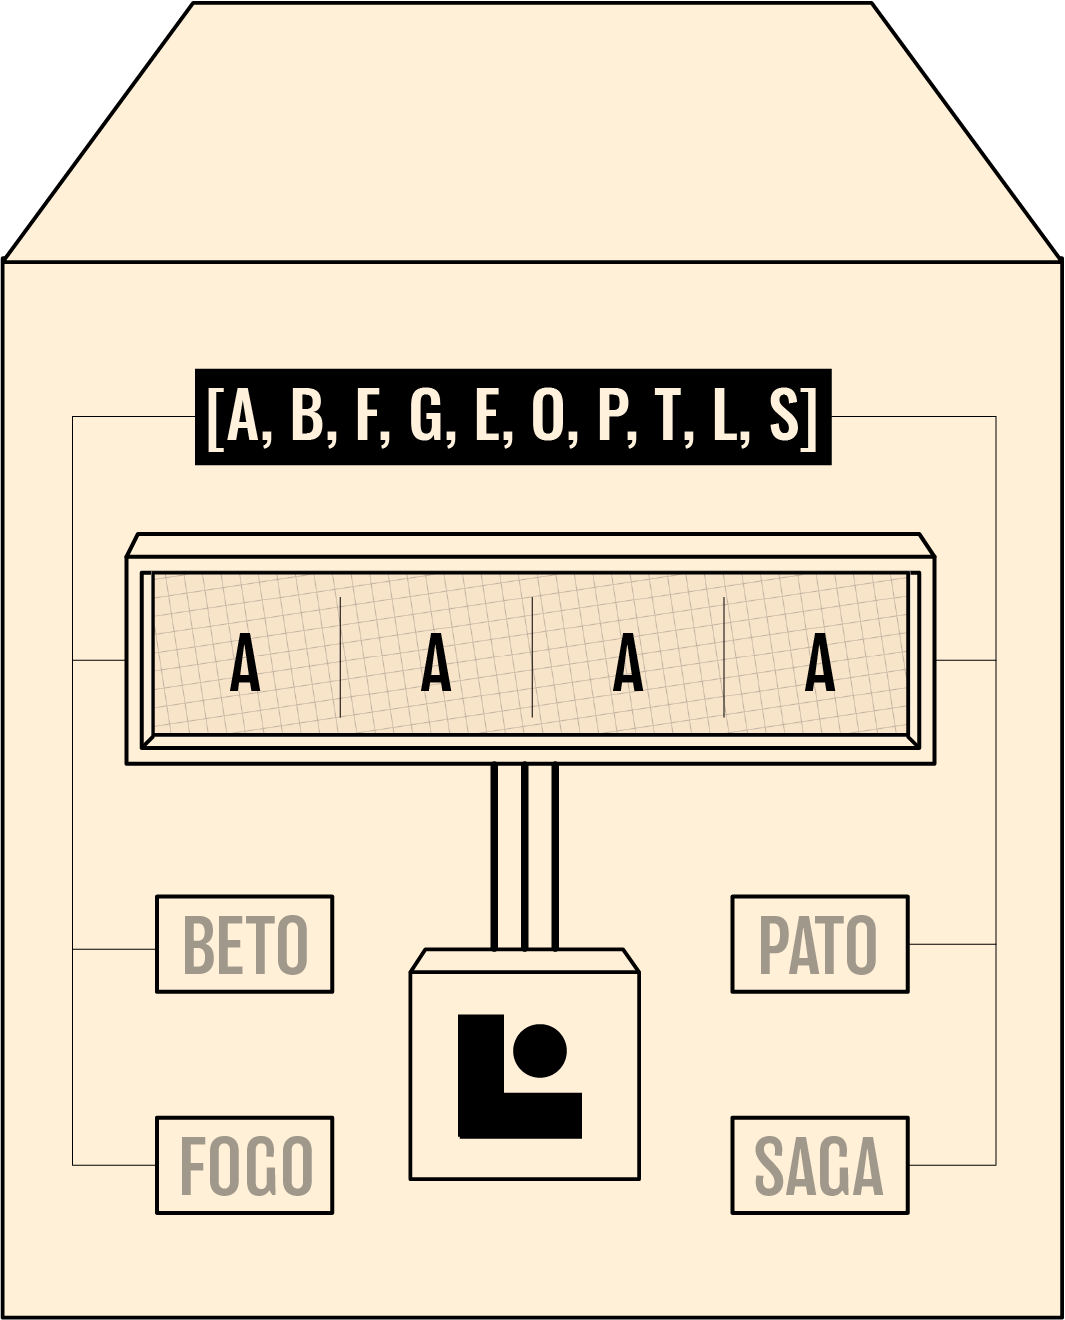 [A, B, F, G, E, O, P, T, L, S]
A A A A
BETO PATO
FOGO SAGA